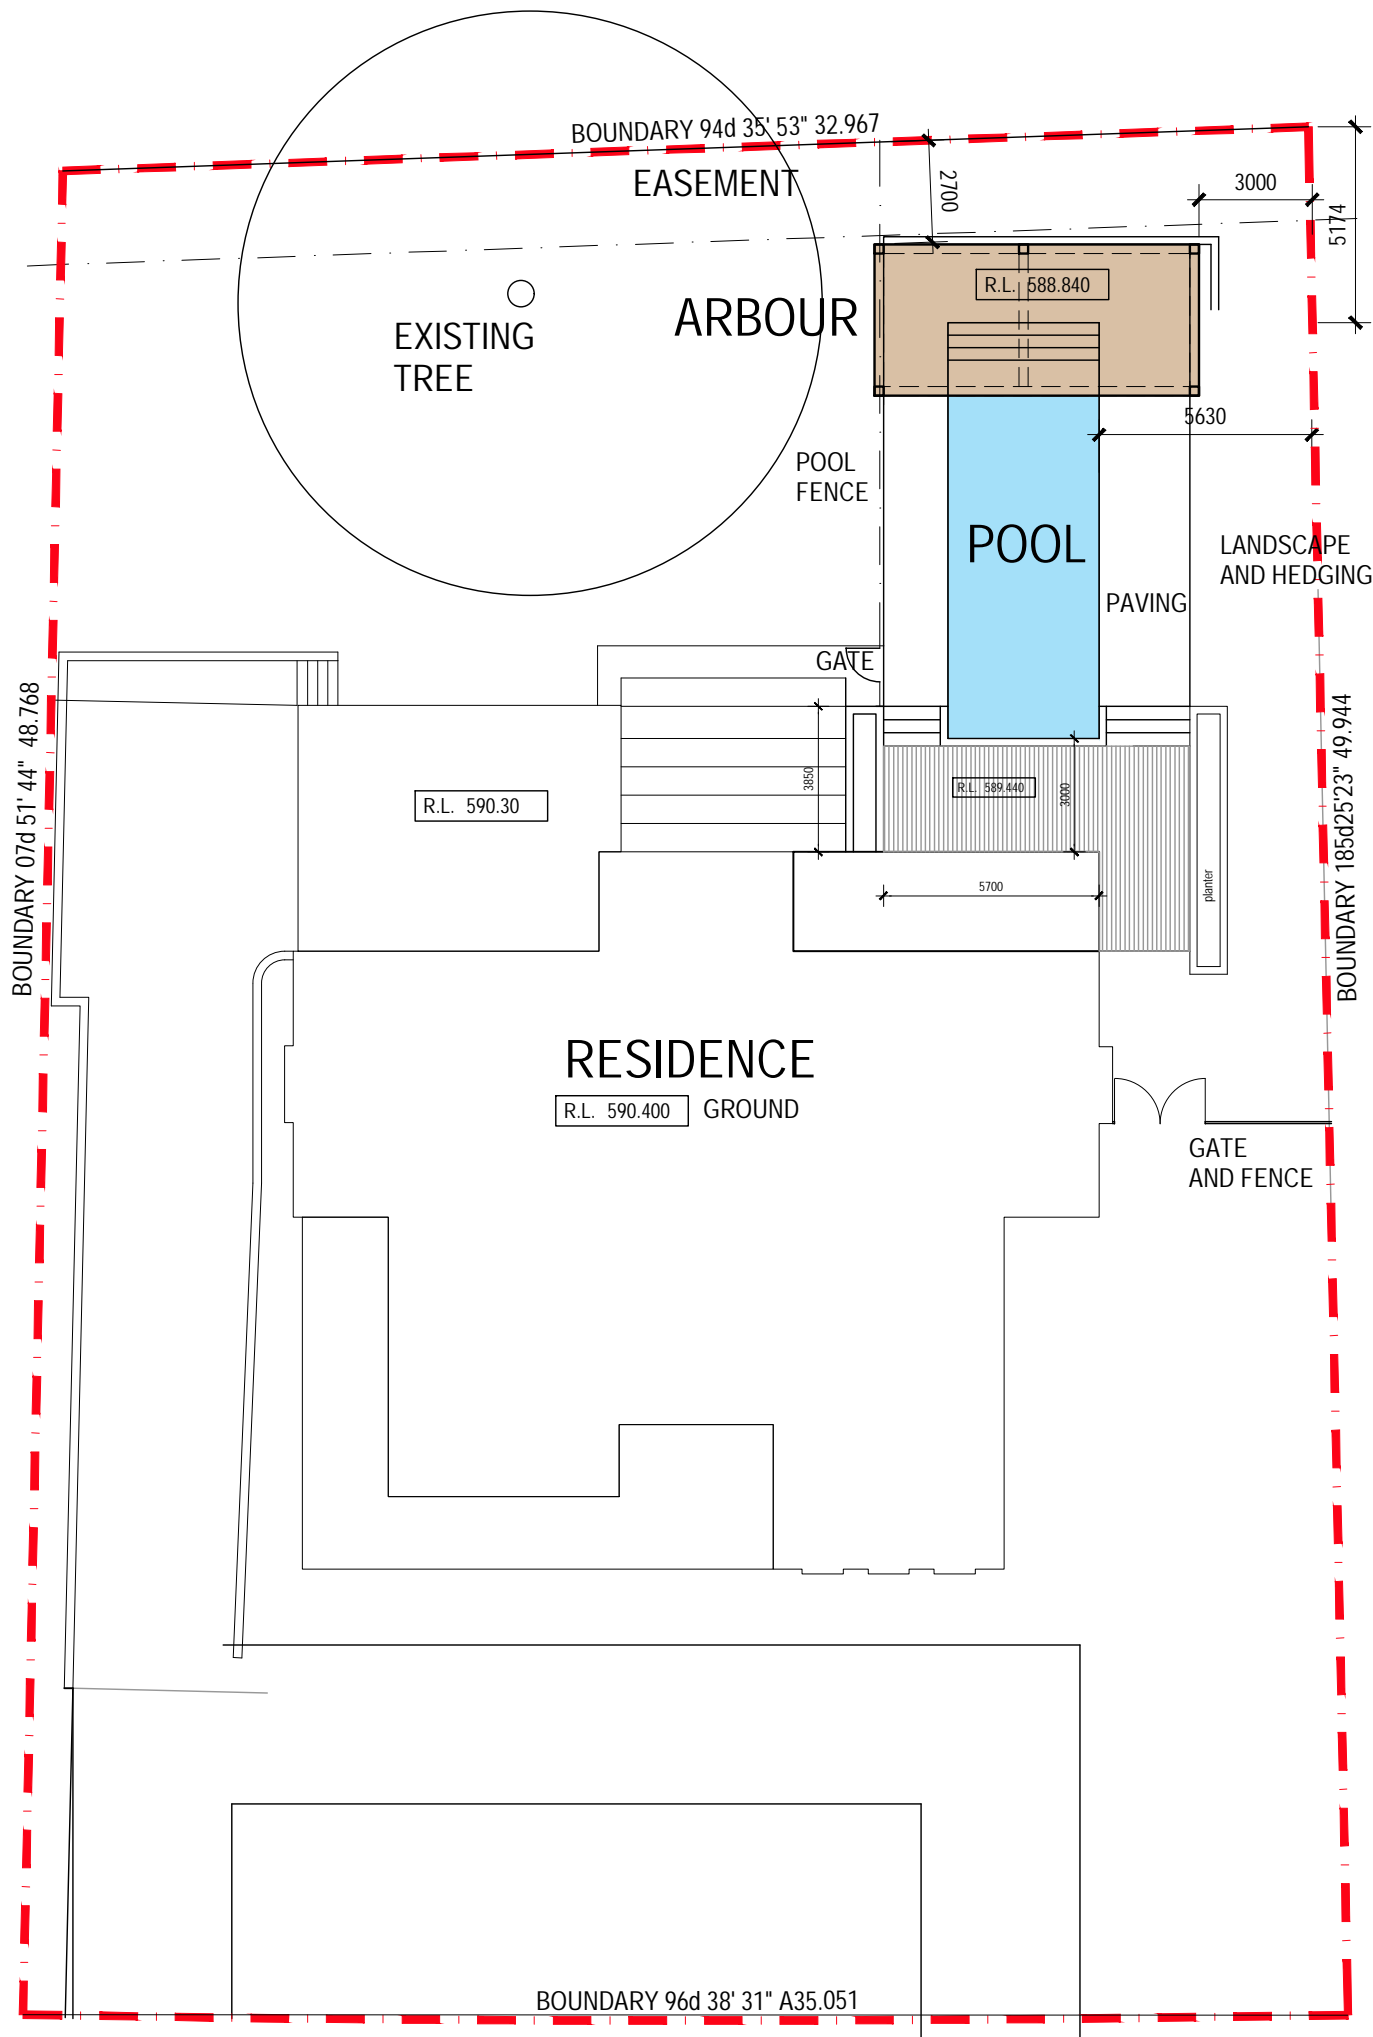 BOUNDARY 94d 35' 53" 32.967
EASEMENT
2700
3000
5174
R.L. 588.840
ARBOUR
EXISTING
TREE
5630
POOL
FENCE
POOL
LANDSCAPE
AND HEDGING
PAVING
GATE
BOUNDARY 07d 51' 44" 48.768
BOUNDARY 185d25'23" 49.944
3850
R.L. 589.440
3000
R.L. 590.30
5700
planter
RESIDENCE
R.L. 590.400
GROUND
GATE
AND FENCE
BOUNDARY 96d 38' 31" A35.051